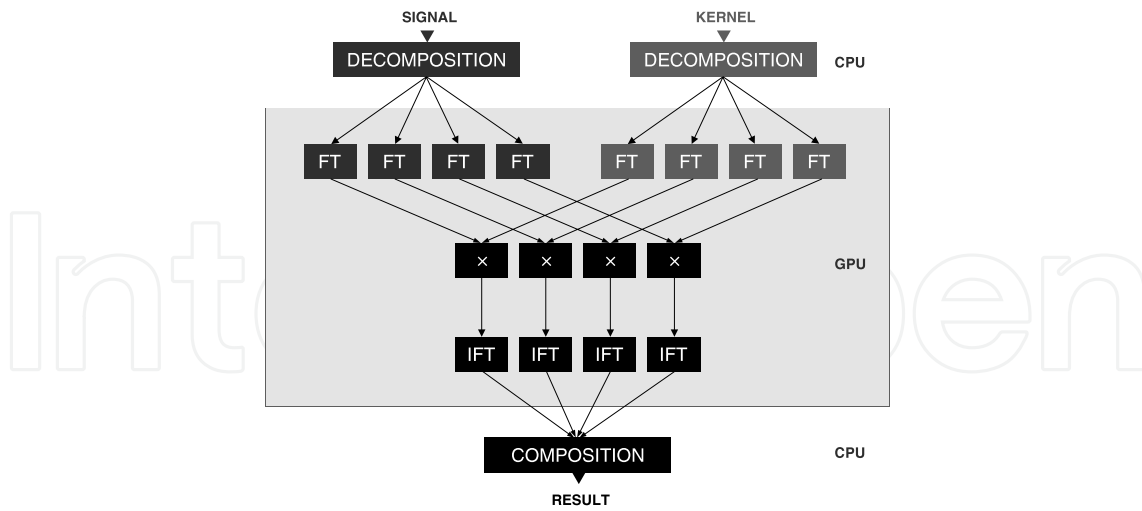 SIGNAL KERNEL
DECOMPOSITION DECOMPOSITION CPU
FT FT FT FT FT FT FT FT
× × × × GPU
IFT IFT IFT IFT
COMPOSITION CPU
RESULT